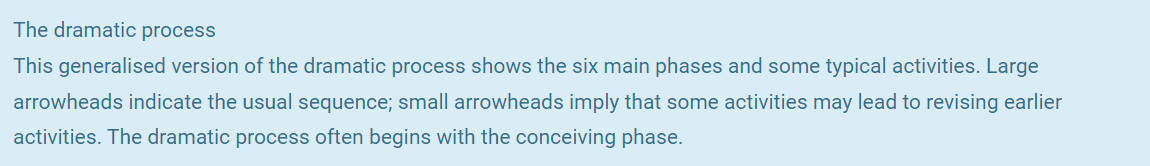 The dramatic process
This generalised version of the dramatic process shows the six main phases and some typical activities. Large
arrowheads indicate the usual sequence; small arrowheads imply that some activities may lead to revising earlier
activities. The dramatic process often begins with the conceiving phase.